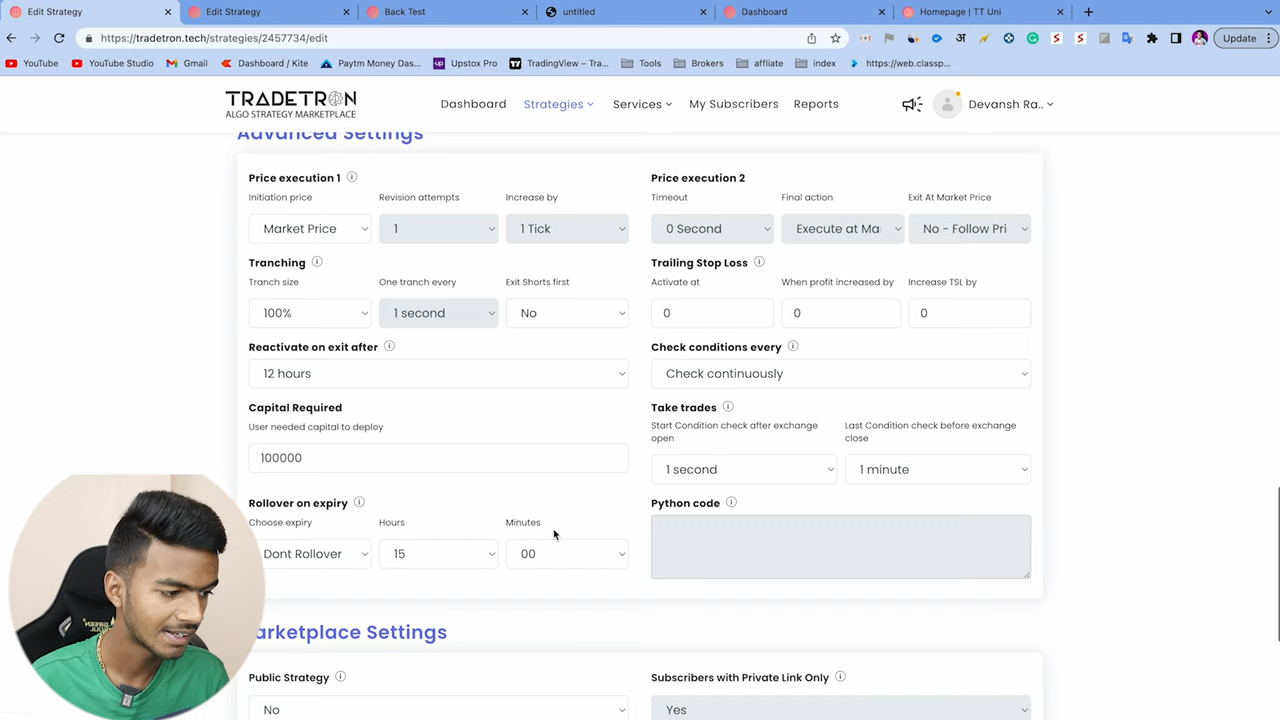 Edit Strategy
Edit Strategy
Back Test
untitled
Dashboard
Homepage | TT Uni
https://tradetron.tech/strategies/2457734/edit
Update
YouTube
YouTube Studio
Gmail
Dashboard / Kite
Paytm Money Das...
Upstox Pro
TradingView – Tra...
Tools
Brokers
affliate
index
https://web.classp...
TRADETRON
ALGO STRATEGY MARKETPLACE
Dashboard
Strategies
Services
My Subscribers
Reports
Devansh Ra..
Advanced Settings
Price execution 1
Initiation price
Revision attempts
Increase by
Market Price
1
1 Tick
Price execution 2
Timeout
Final action
Exit At Market Price
0 Second
Execute at Ma
No - Follow Pri
Tranching
Tranch size
One tranch every
Exit Shorts first
100%
1 second
No
Trailing Stop Loss
Activate at
When profit increased by
Increase TSL by
0
0
0
Reactivate on exit after
12 hours
Check conditions every
Check continuously
Capital Required
User needed capital to deploy
100000
Take trades
Start Condition check after exchange
open
Last Condition check before exchange
close
1 second
1 minute
Rollover on expiry
Choose expiry
Hours
Minutes
Dont Rollover
15
00
Python code
arketplace Settings
Public Strategy
No
Subscribers with Private Link Only
Yes